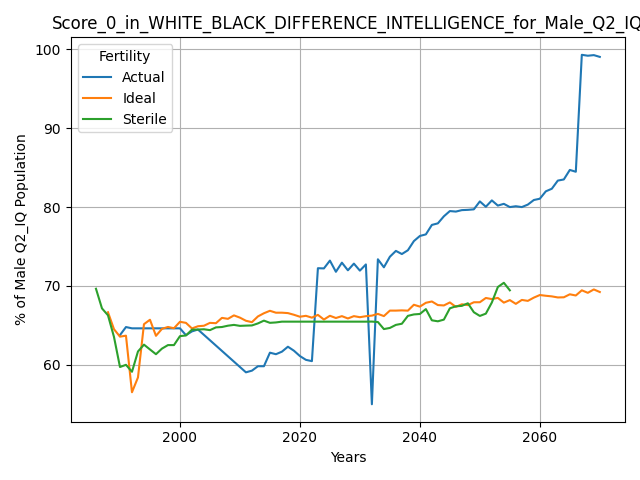 Score_0_in_WHITE_BLACK_DIFFERENCE_INTELLIGENCE_for_Male_Q2_IQ
Fertility
Actual
Ideal
Sterile
100
90
80
70
60
% of Male Q2_IQ Population
2000 2020 2040 2060
Years